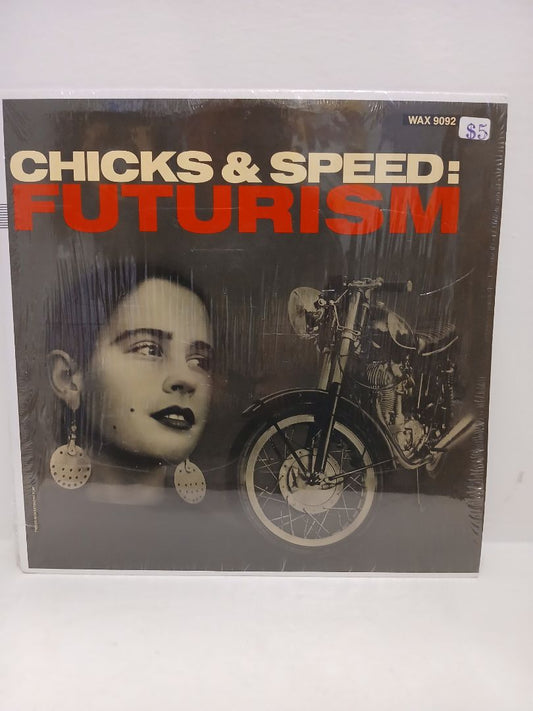 WAX 9092
$5
CHICKS & SPEED:
FUTURISM